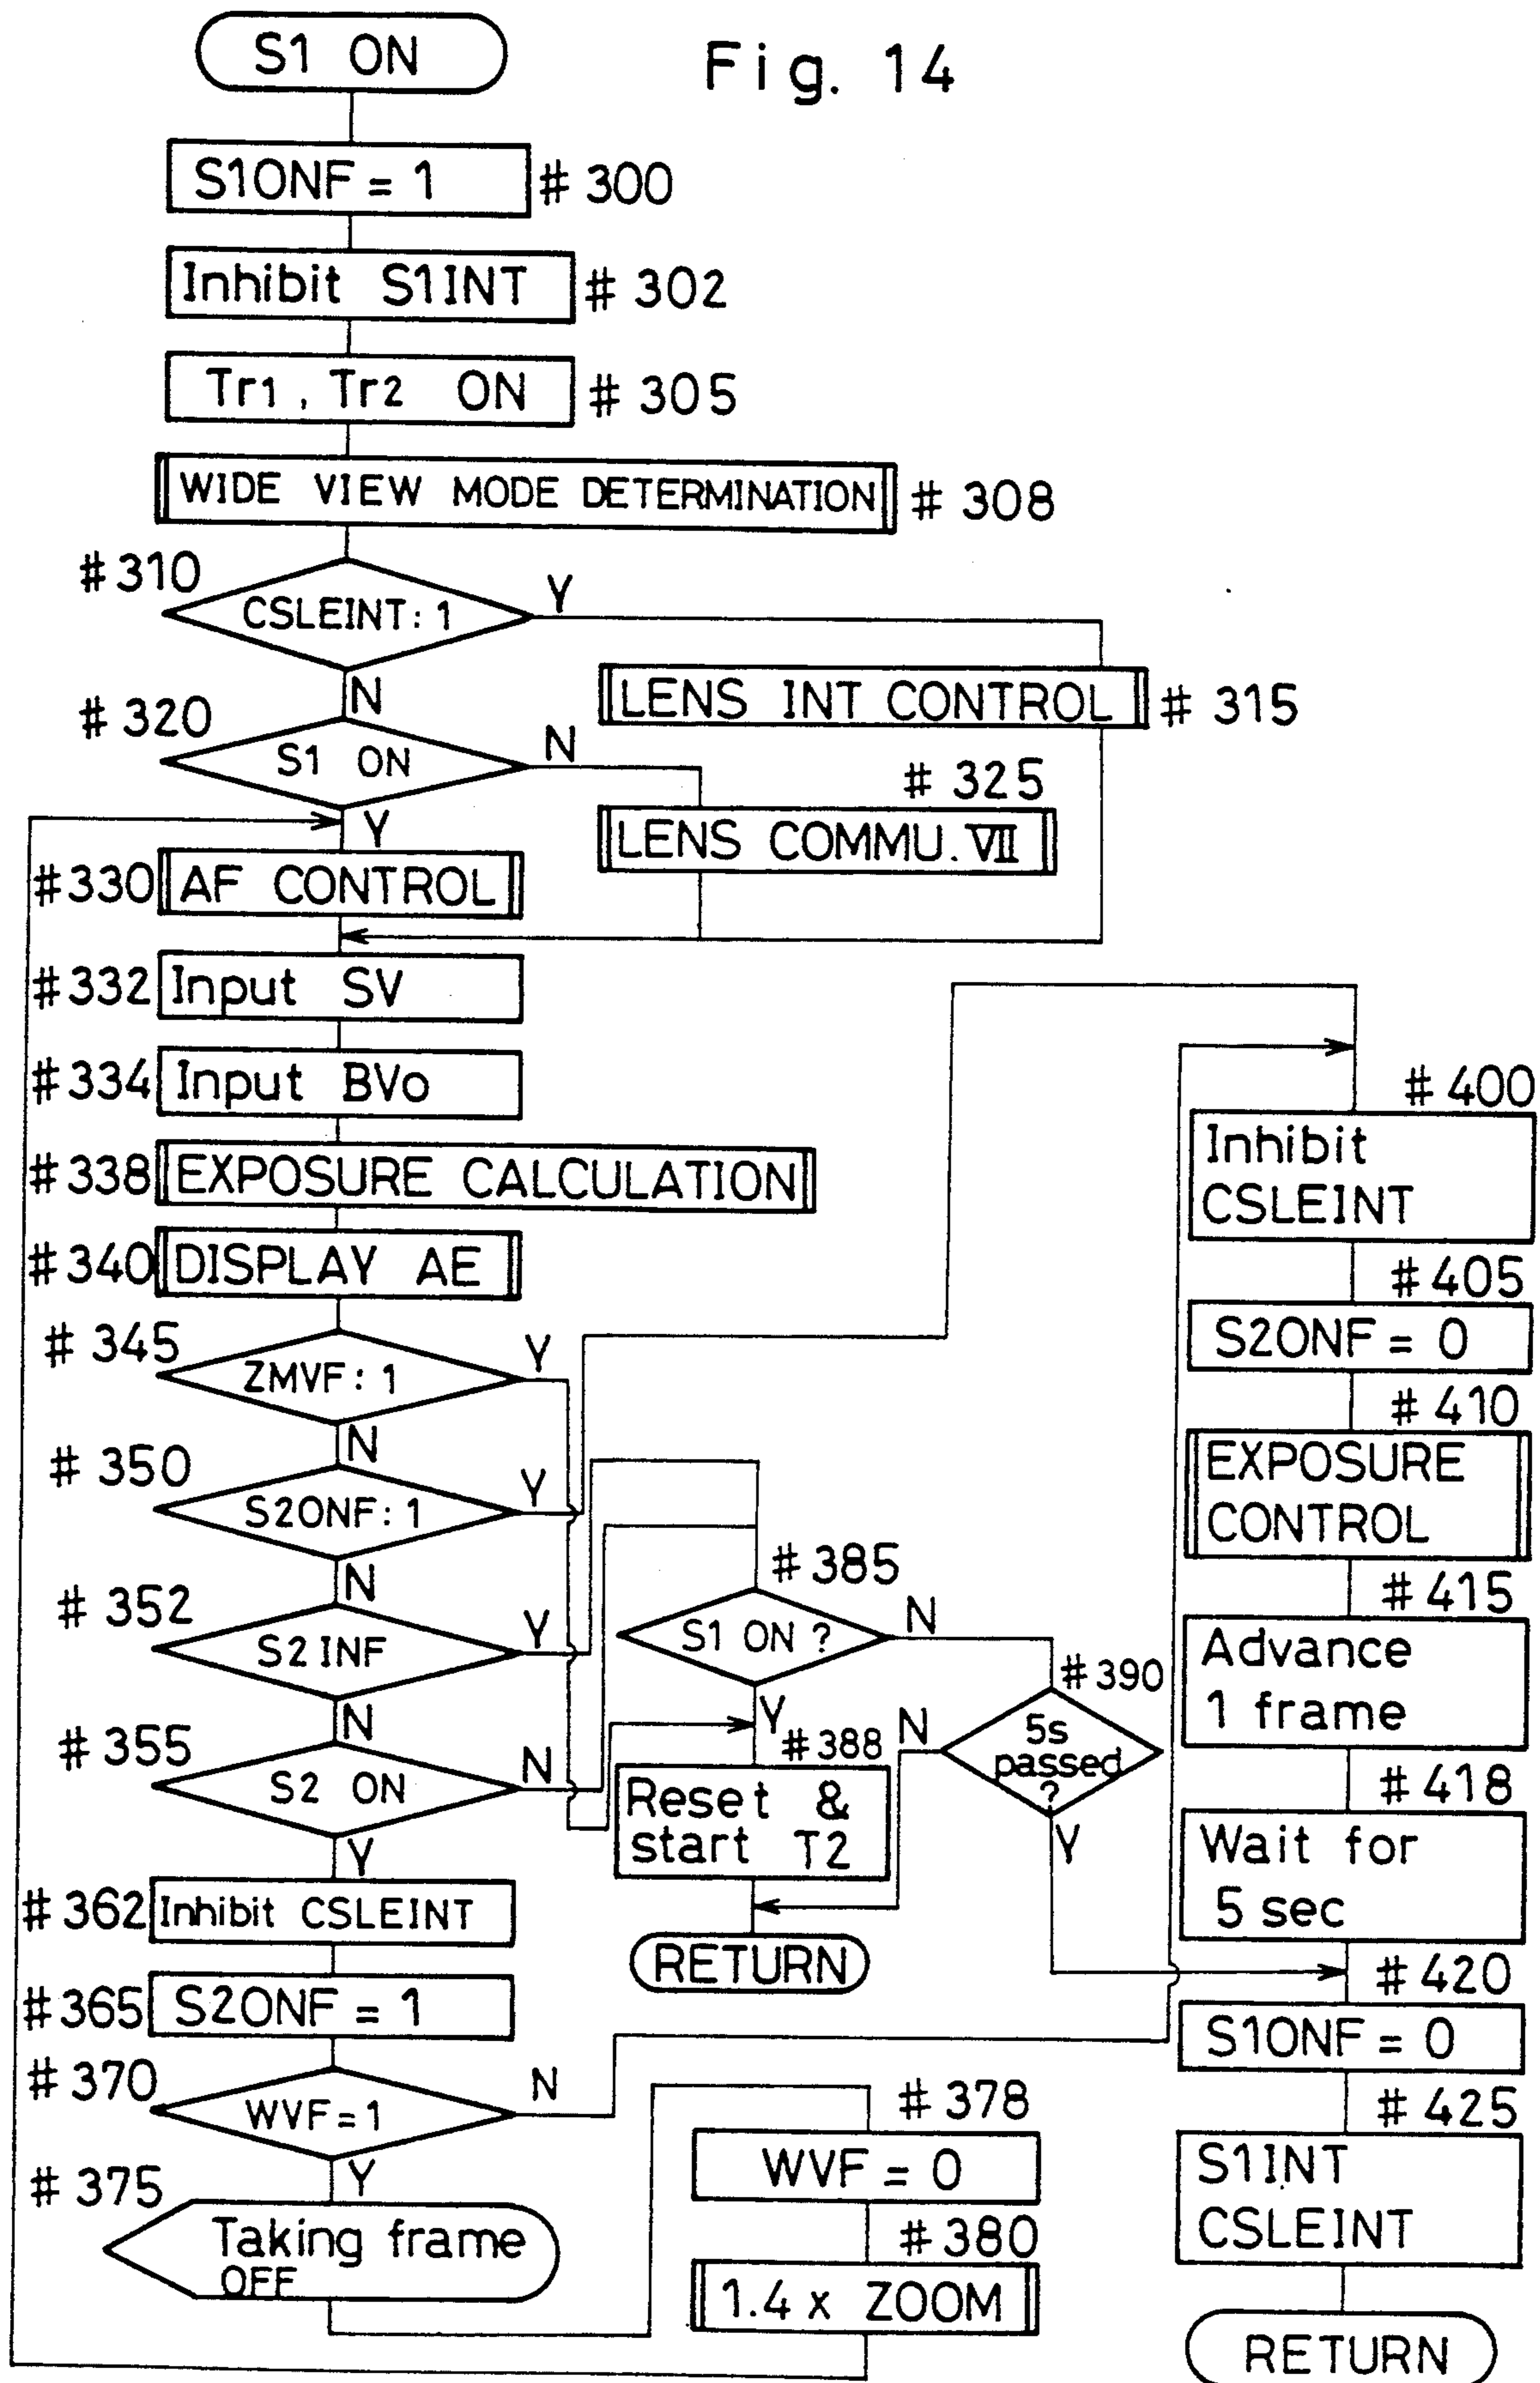 Fig. 14
S1 ON
S1ONF = 1 # 300
Inhibit S1INT # 302
Tr1, Tr2 ON # 305
WIDE VIEW MODE DETERMINATION # 308
# 310
CSLEINT: 1
Y
N
LENS INT CONTROL # 315
# 320
S1 ON
N
Y
# 325
LENS COMMU. VII
# 330 AF CONTROL
# 332 Input SV
# 334 Input BVo
# 338 EXPOSURE CALCULATION
# 340 DISPLAY AE
# 345
ZMVF: 1
Y
N
# 350
S2ONF: 1
Y
N
# 352
S2 INF
Y
N
# 355
S2 ON
N
Y
# 362 Inhibit CSLEINT
# 365 S2ONF = 1
# 370
WVF = 1
N
Y
# 375
Taking frame
OFF
# 378
WVF = 0
# 380
1.4 x ZOOM
# 385
S1 ON ?
N
Y
# 388
Reset &
start T2
RETURN
# 390
5s
passed
?
N
Y
# 400
Inhibit
CSLEINT
# 405
S2ONF = 0
# 410
EXPOSURE
CONTROL
# 415
Advance
1 frame
# 418
Wait for
5 sec
# 420
S1ONF = 0
# 425
S1INT
CSLEINT
RETURN